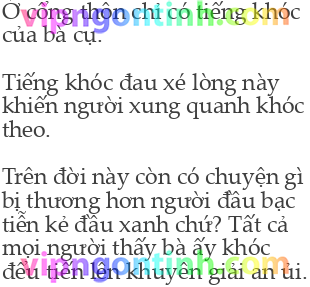 Ở cổng thôn chỉ có tiếng khóc
của bà cụ.
Tiếng khóc đau xé lòng này
khiến người xung quanh khóc
theo.
Trên đời này còn có chuyện gì
bi thương hơn người đầu bạc
tiễn kẻ đầu xanh chứ? Tất cả
mọi người thấy bà ấy khóc
đều tiến lên khuyên giải an ủi.
vipngontinh.com
vipngontinh.com